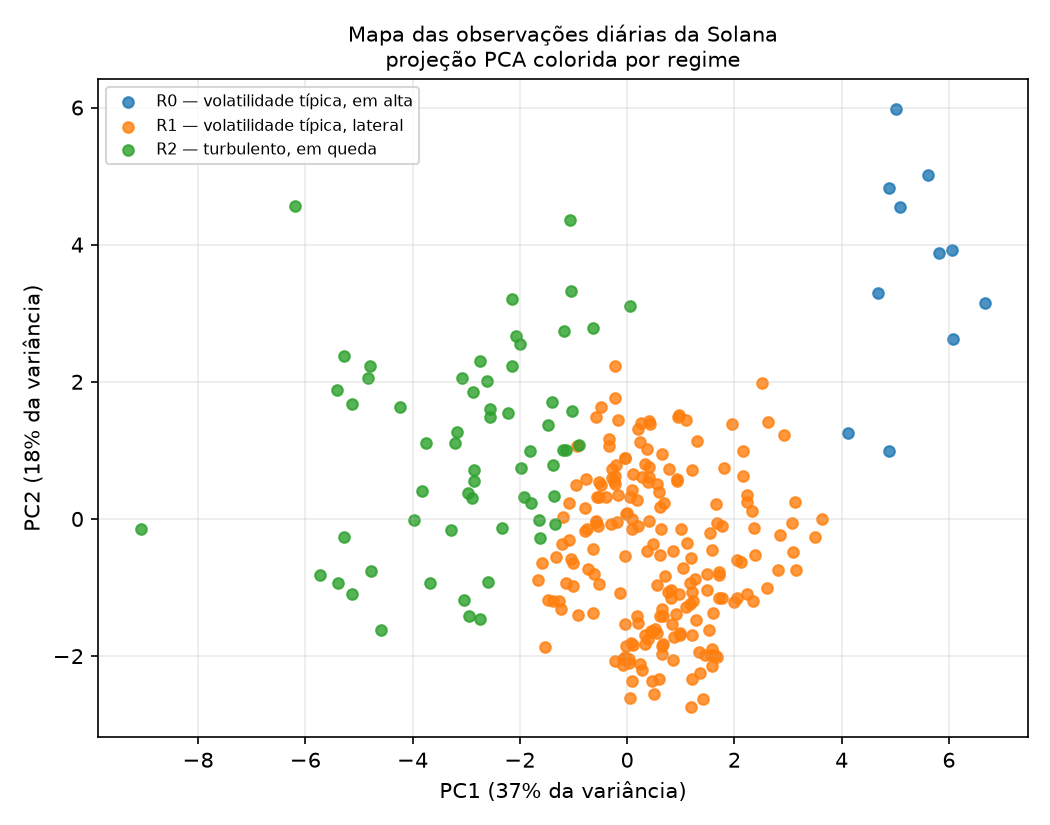 Mapa das observações diárias da Solana
projeção PCA colorida por regime
R0 — volatilidade típica, em alta
R1 — volatilidade típica, lateral
R2 — turbulento, em queda
6
4
2
0
−2
PC2 (18% da variância)
−8
−6
−4
−2
0
2
4
6
PC1 (37% da variância)